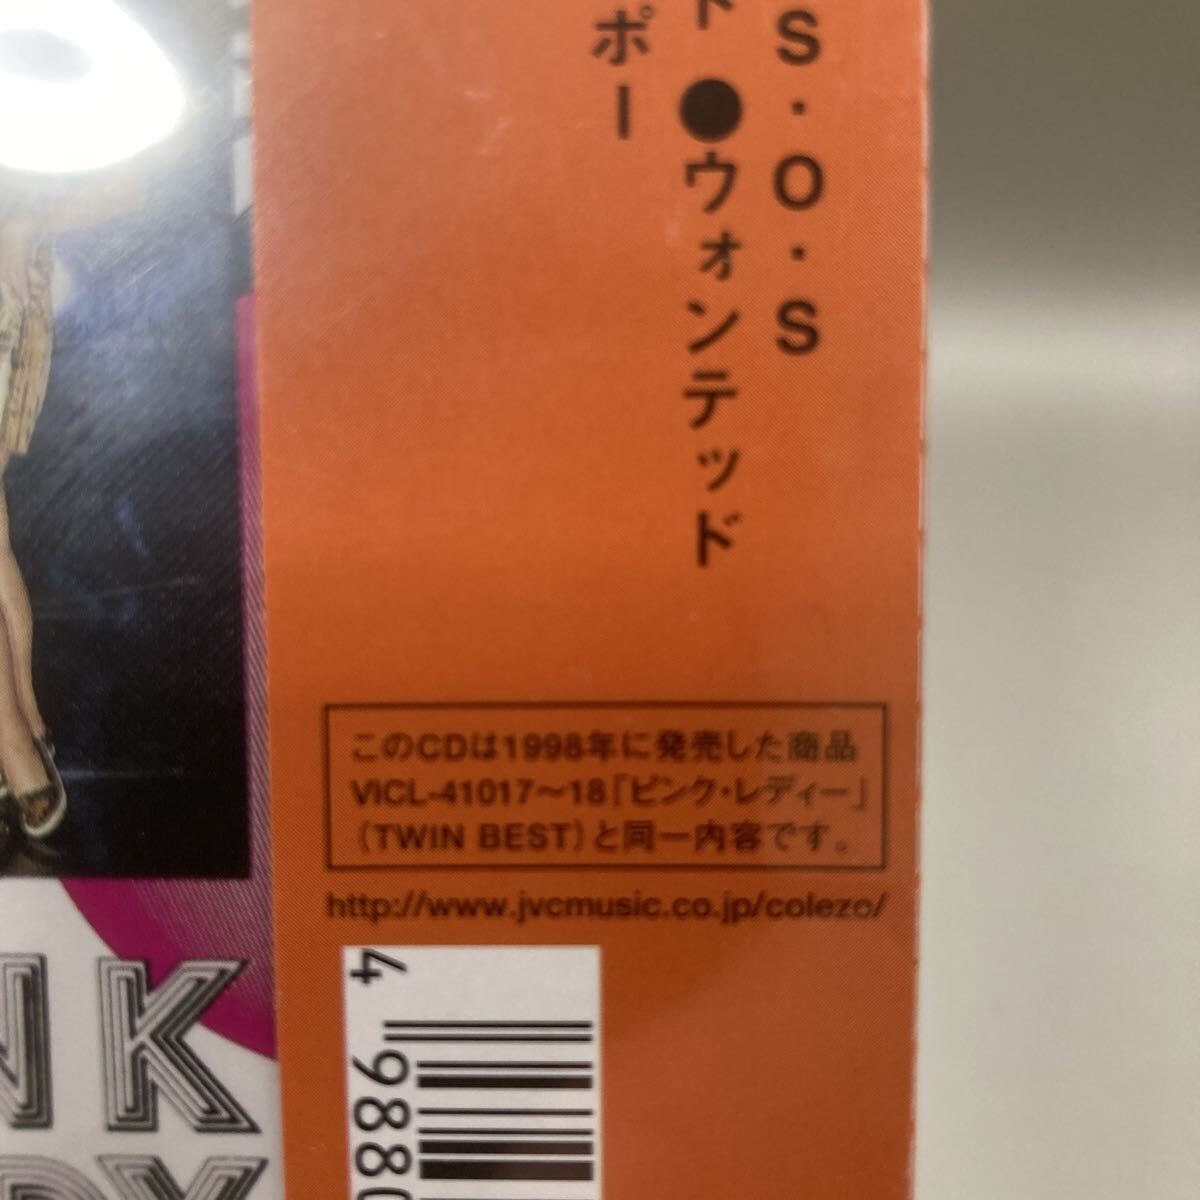 S・O・S
ド ●ウォンテッド
ポー
このCDは1998年に発売した商品
VICL-41017〜18「ピンク・レディー」
(TWIN BEST)と同一内容です。
http://www.jvcmusic.co.jp/colezo/
4 9880
NK
DY